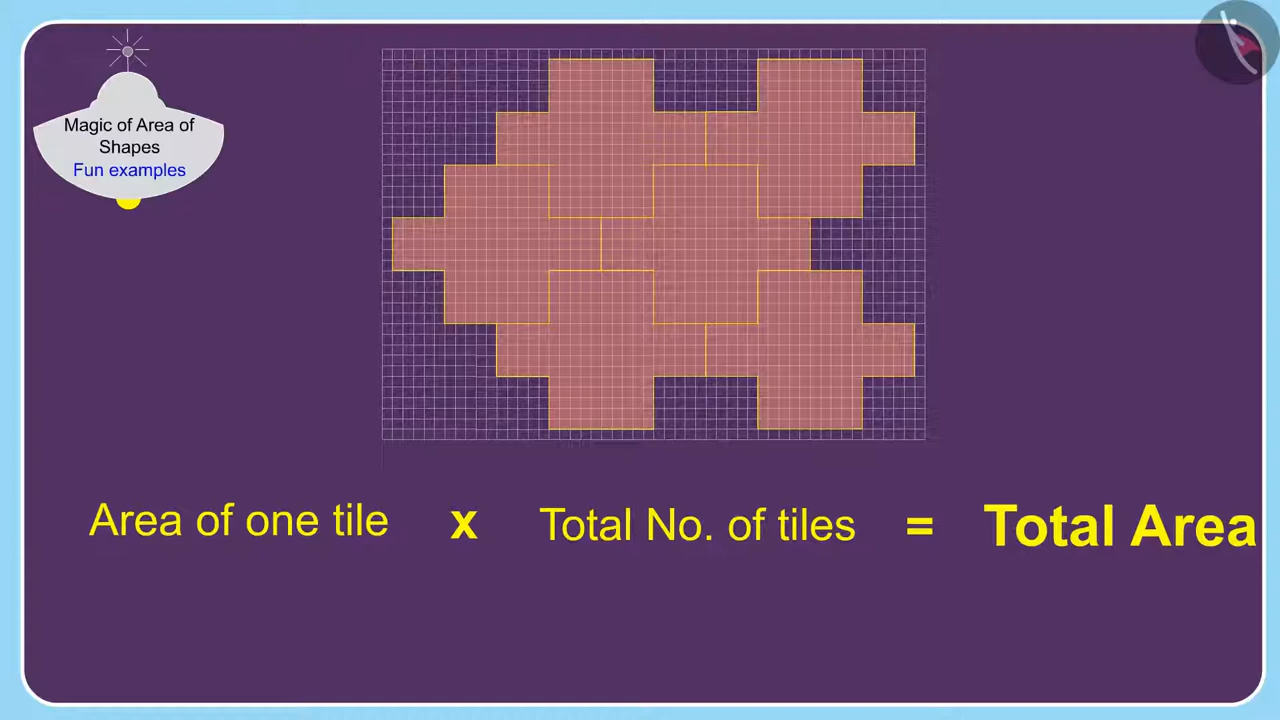 Magic of Area of
Shapes
Fun examples
Area of one tile x Total No. of tiles = Total Area